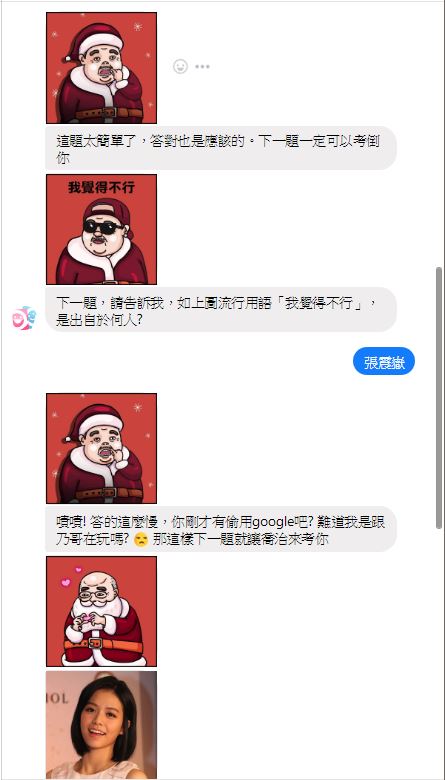 這題太簡單了，答對也是應該的。下一題一定可以考倒
你
我覺得不行
下一題，請告訴我，如上圖流行用語「我覺得不行」，
是出自於何人?
張震嶽
嘖嘖! 答的這麼慢，你剛才有偷用google吧? 難道我是跟
乃哥在玩嗎? 😒 那這樣下一題就讓喬治來考你